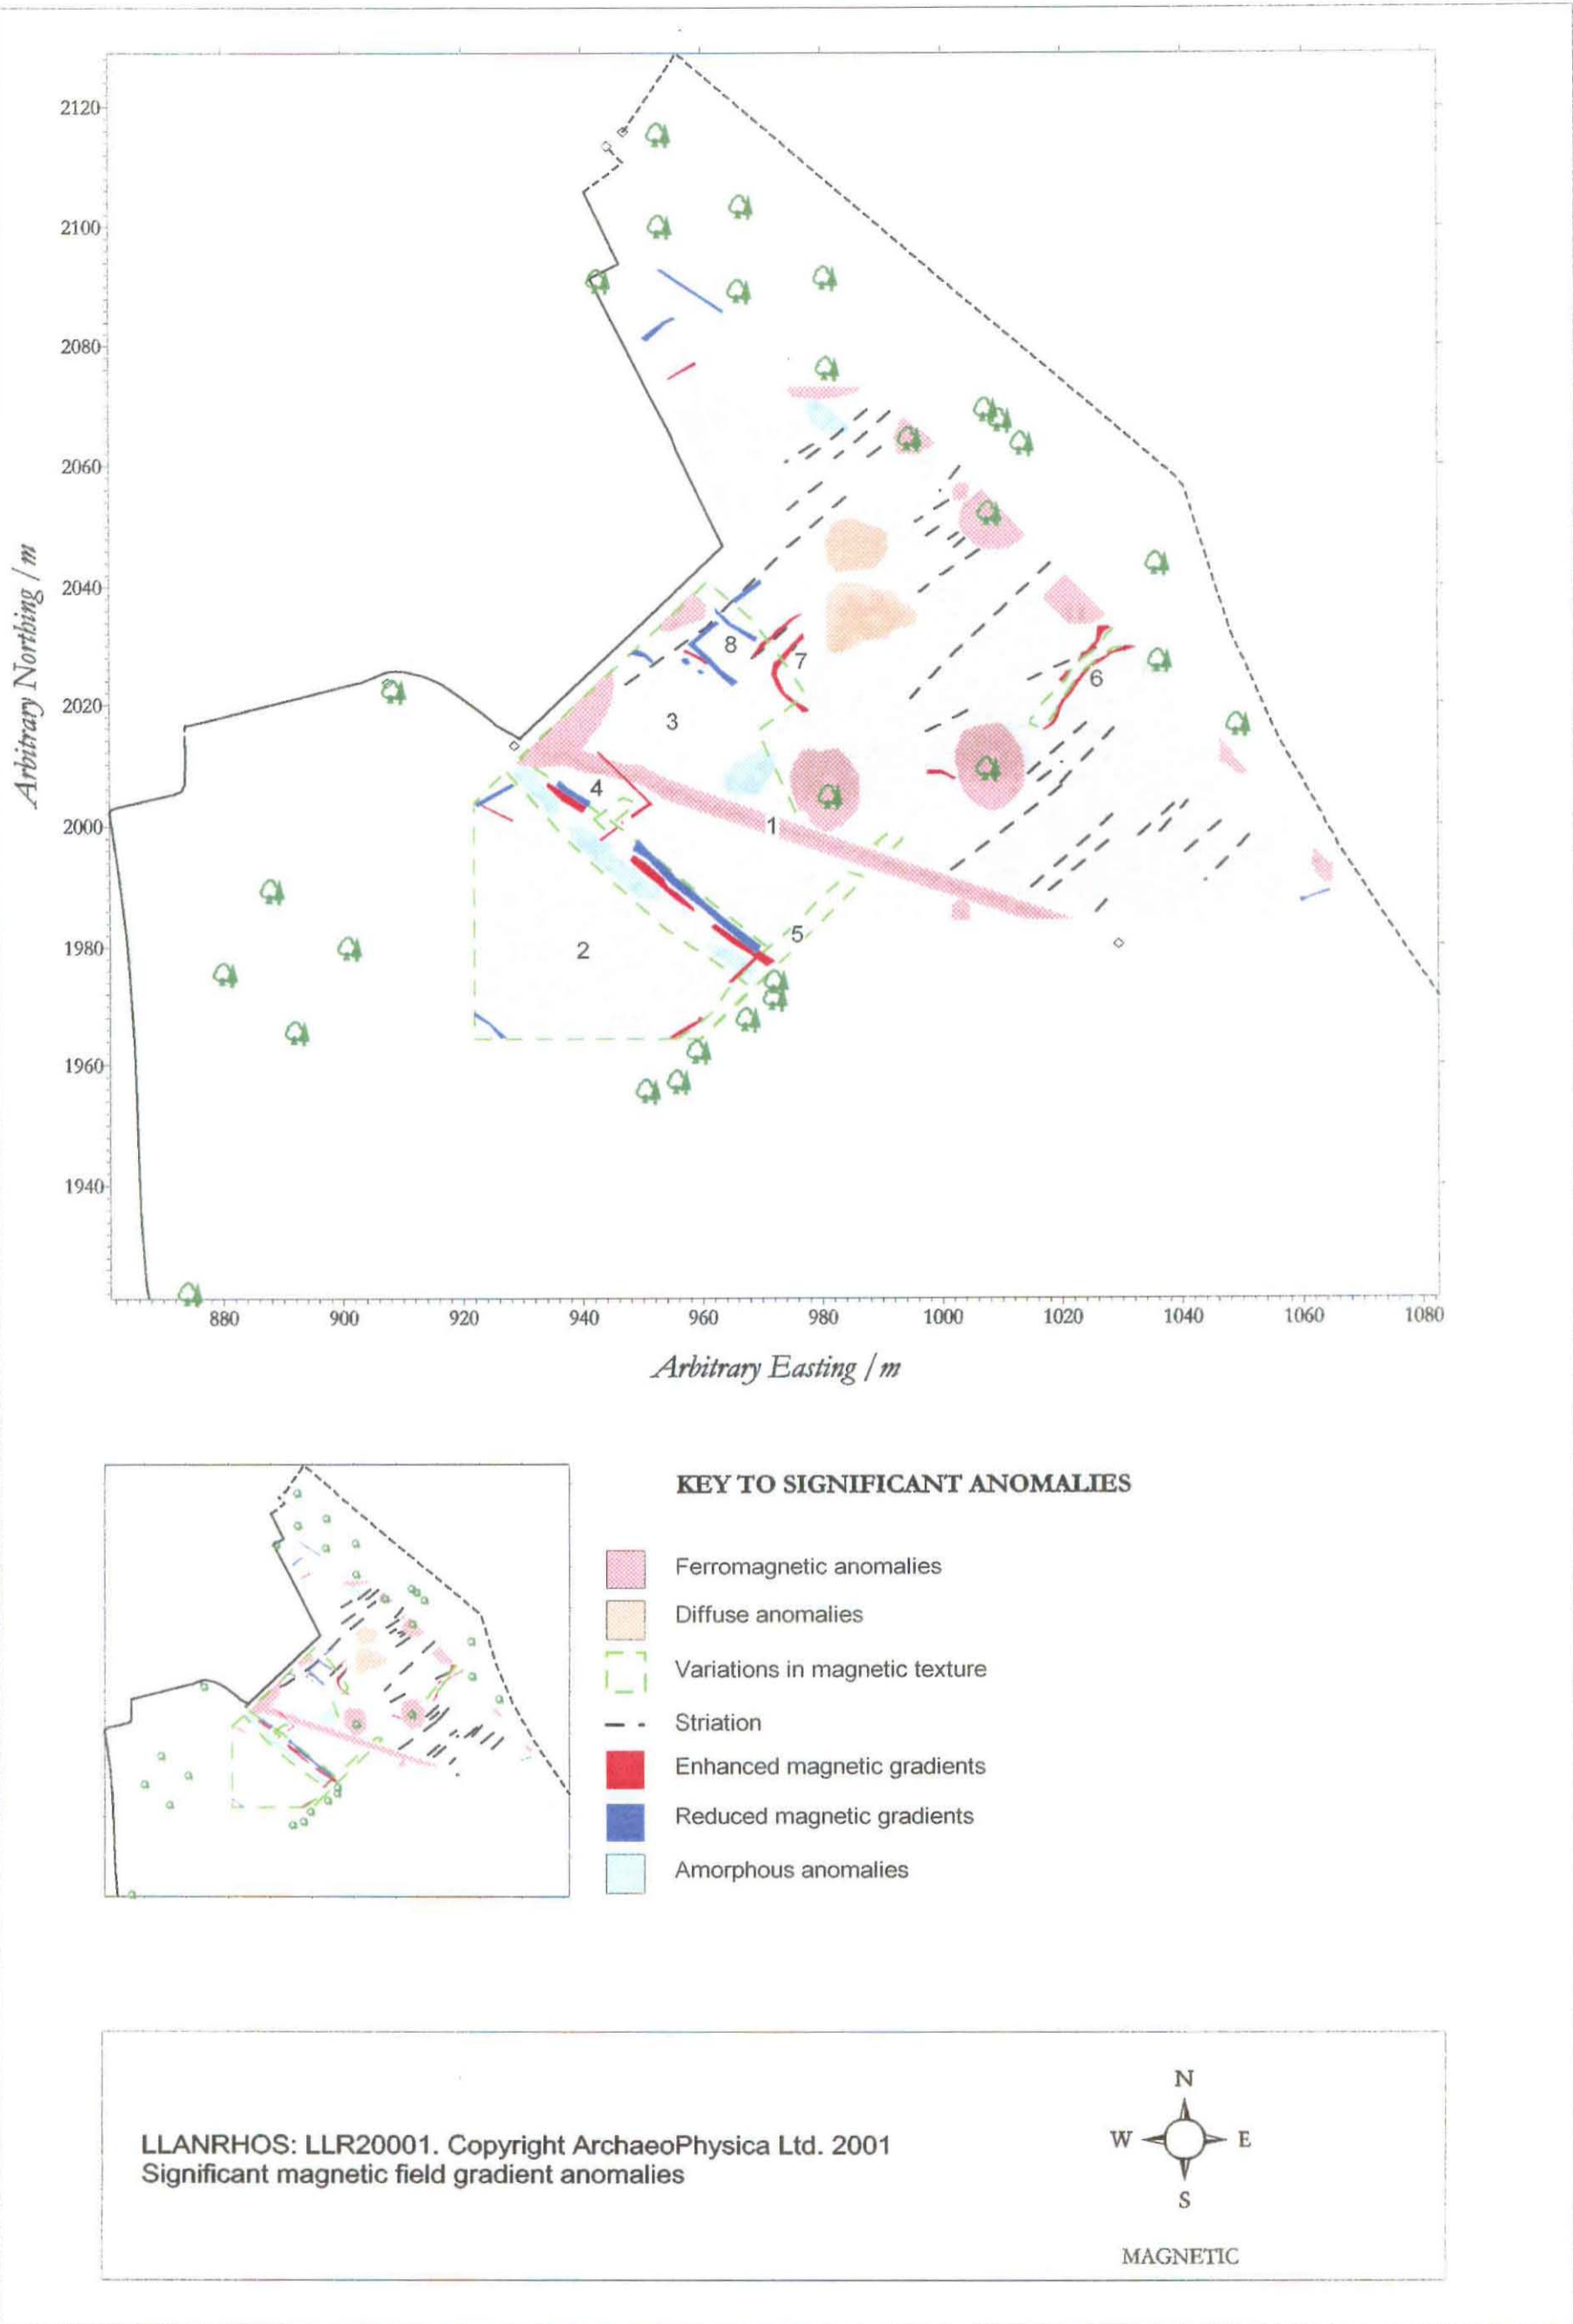 2120
2100
2080
2060
2040
2020
2000
1980
1960
1940
Arbitrary Northing / m
8
7
6
3
4
1
5
2
880 900 920 940 960 980 1000 1020 1040 1060 1080
Arbitrary Easting / m
KEY TO SIGNIFICANT ANOMALIES
Ferromagnetic anomalies
Diffuse anomalies
Variations in magnetic texture
Striation
Enhanced magnetic gradients
Reduced magnetic gradients
Amorphous anomalies
LLANRHOS: LLR20001. Copyright ArchaeoPhysica Ltd. 2001
Significant magnetic field gradient anomalies
N
W E
S
MAGNETIC